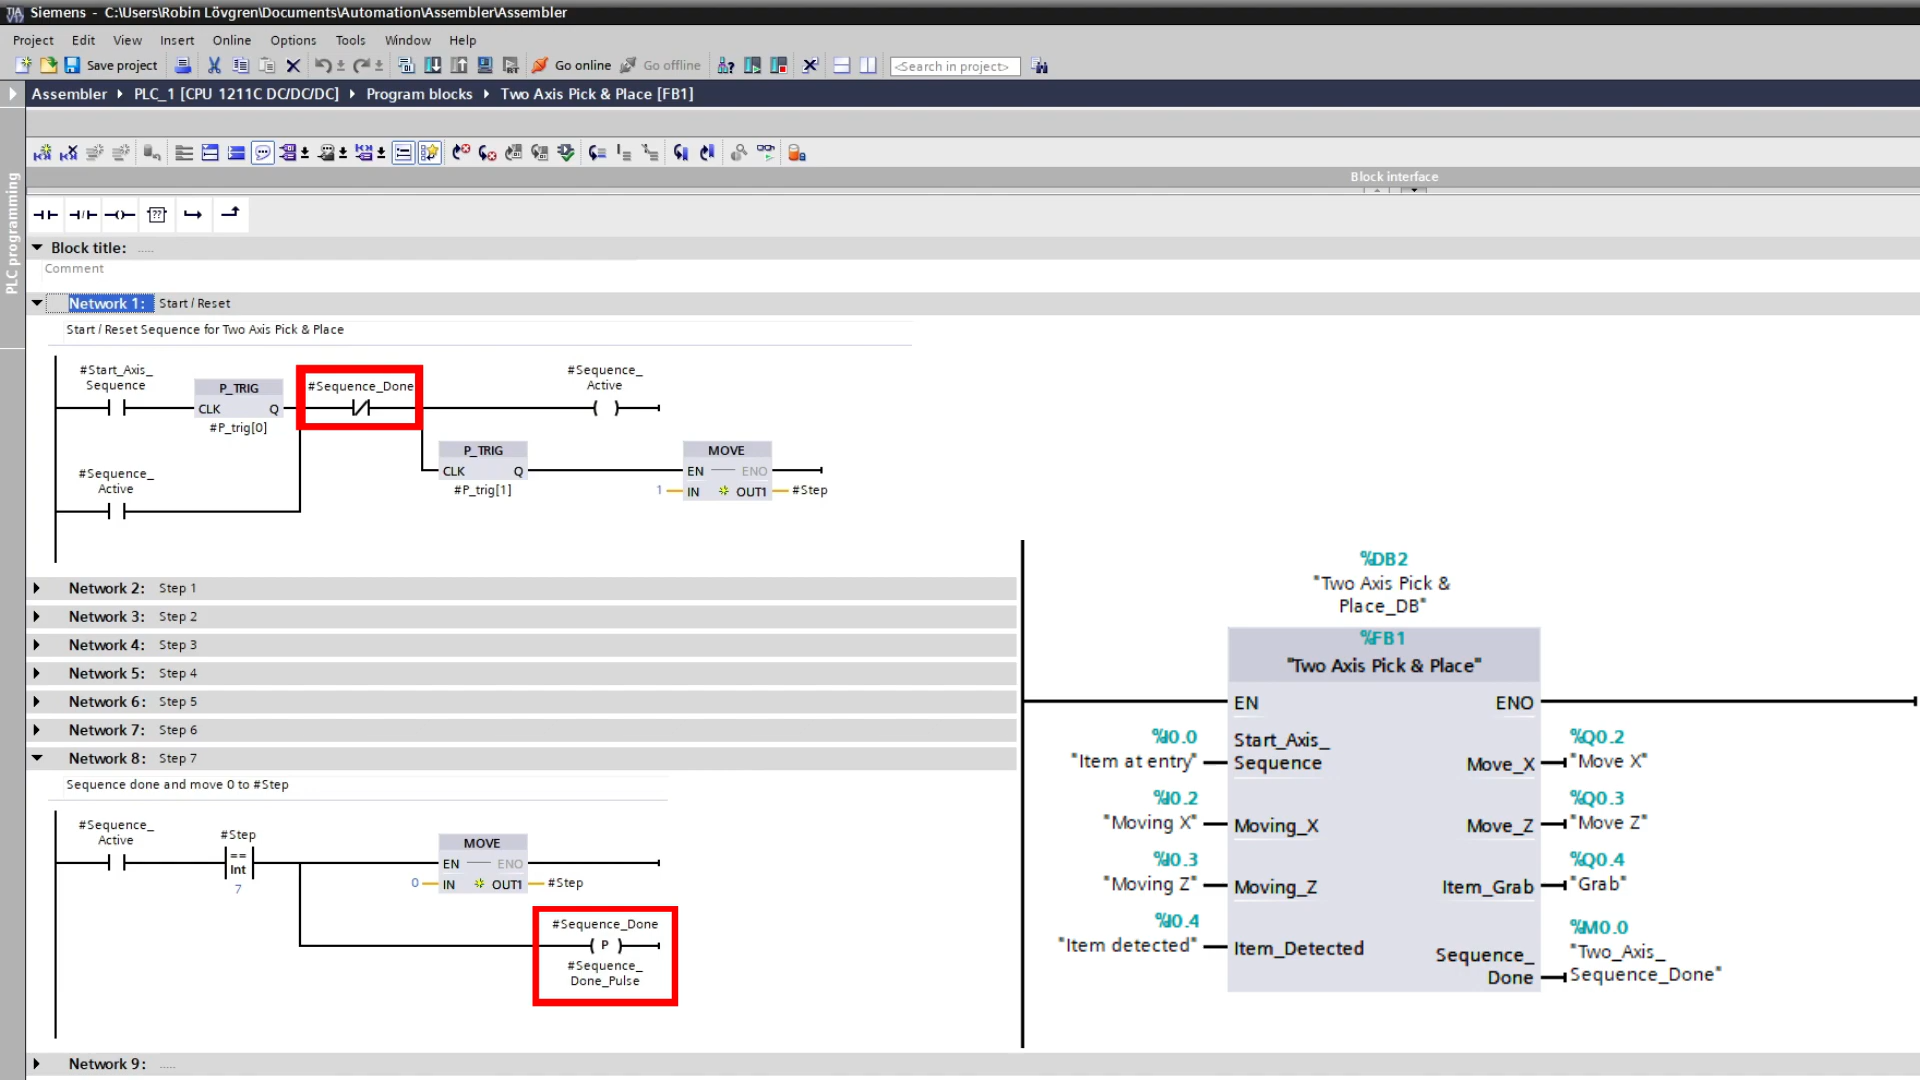 Siemens - C:\Users\Robin Lövgren\Documents\Automation\Assembler\Assembler
Project Edit View Insert Online Options Tools Window Help
Save project Go online Go offline <Search in project>
Assembler PLC_1 [CPU 1211C DC/DC/DC] Program blocks Two Axis Pick & Place [FB1]
PLC programming
Block interface
??
Block title: .....
Comment
Network 1: Start / Reset
Start / Reset Sequence for Two Axis Pick & Place
#Start_Axis_
Sequence
P_TRIG
CLK Q
#P_trig[0]
#Sequence_Done
#Sequence_
Active
#Sequence_
Active
P_TRIG
CLK Q
#P_trig[1]
MOVE
EN ENO
1 IN OUT1 #Step
Network 2: Step 1
Network 3: Step 2
Network 4: Step 3
Network 5: Step 4
Network 6: Step 5
Network 7: Step 6
Network 8: Step 7
Sequence done and move 0 to #Step
#Sequence_
Active
#Step
==
Int
7
MOVE
EN ENO
0 IN OUT1 #Step
#Sequence_Done
P
#Sequence_
Done_Pulse
Network 9: .....
%DB2
"Two Axis Pick &
Place_DB"
%FB1
"Two Axis Pick & Place"
EN ENO
%I0.0
"Item at entry"
Start_Axis_
Sequence
%Q0.2
Move_X "Move X"
%I0.2
"Moving X" Moving_X
%Q0.3
Move_Z "Move Z"
%I0.3
"Moving Z" Moving_Z
%Q0.4
Item_Grab "Grab"
%I0.4
"Item detected" Item_Detected
%M0.0
Sequence_
Done
"Two_Axis_
Sequence_Done"